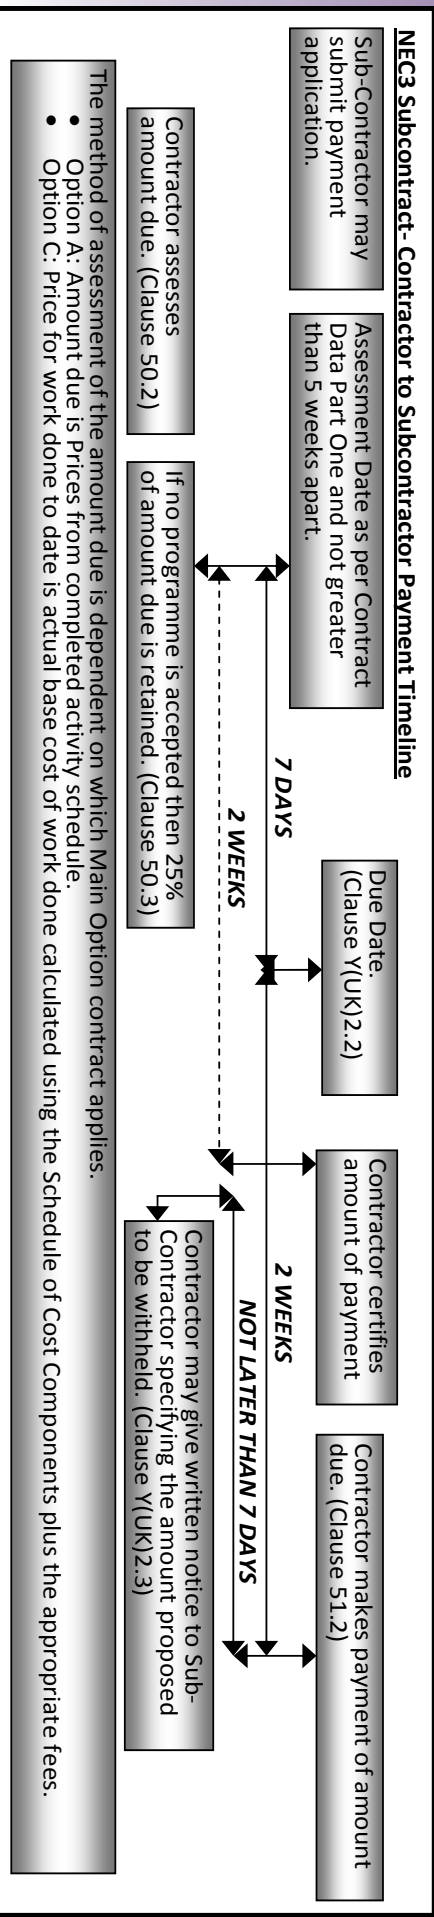 NEC3 Subcontract- Contractor to Subcontractor Payment Timeline
Sub-Contractor may
submit payment
application.
Assessment Date as per Contract
Data Part One and not greater
than 5 weeks apart.
Due Date.
(Clause Y(UK)2.2)
Contractor certifies
amount of payment
Contractor makes payment of amount
due. (Clause 51.2)
7 DAYS
2 WEEKS
2 WEEKS
NOT LATER THAN 7 DAYS
Contractor assesses
amount due. (Clause 50.2)
If no programme is accepted then 25%
of amount due is retained. (Clause 50.3)
Contractor may give written notice to Sub-
Contractor specifying the amount proposed
to be withheld. (Clause Y(UK)2.3)
The method of assessment of the amount due is dependent on which Main Option contract applies.
• Option A: Amount due is Prices from completed activity schedule.
• Option C: Price for work done to date is actual base cost of work done calculated using the Schedule of Cost Components plus the appropriate fees.